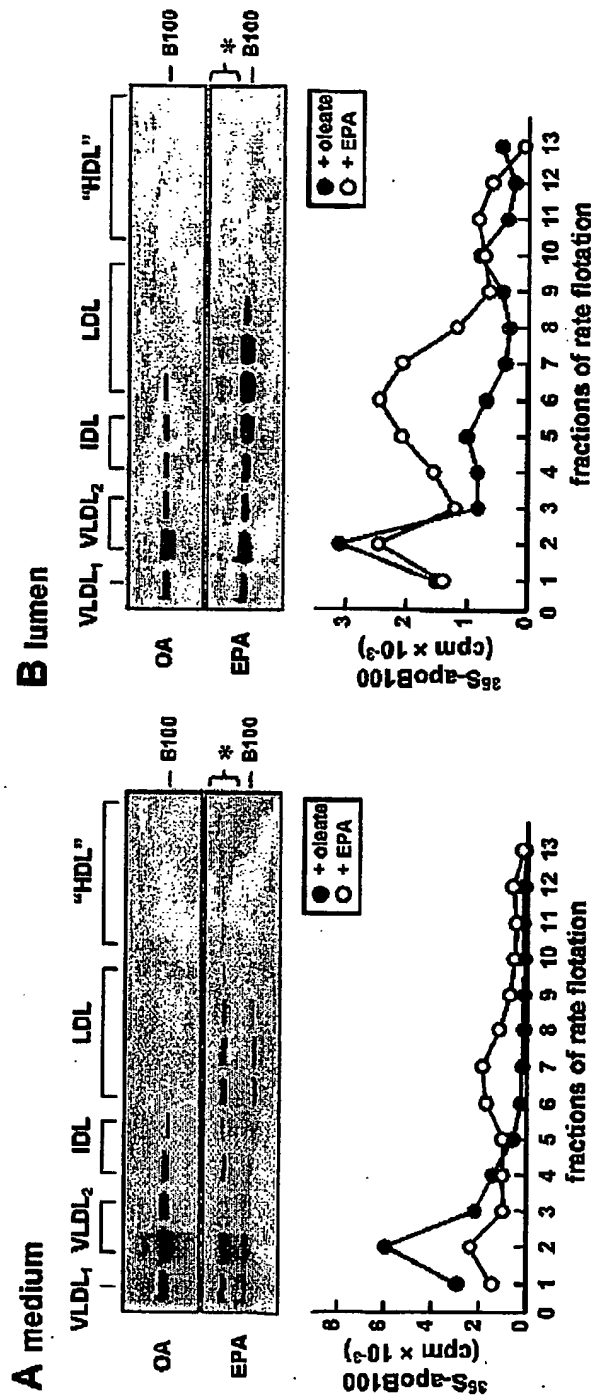 A medium
VLDL₁ VLDL₂ IDL LDL "HDL"
OA
B100
EPA
*
B100
+ oleate
+ EPA
³⁵S-apoB100
(cpm × 10⁻³)
8
6
4
2
0
0 1 2 3 4 5 6 7 8 9 10 11 12 13
fractions of rate flotation
B lumen
VLDL₁ VLDL₂ IDL LDL "HDL"
OA
B100
EPA
*
B100
+ oleate
+ EPA
³⁵S-apoB100
(cpm × 10⁻³)
3
2
1
0
0 1 2 3 4 5 6 7 8 9 10 11 12 13
fractions of rate flotation